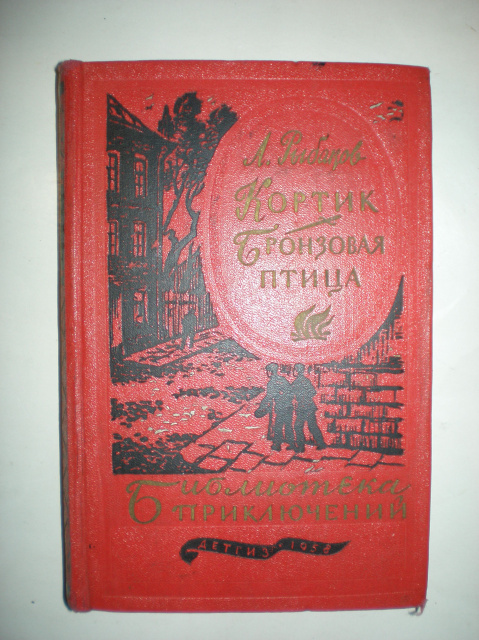 А. Рыбаков
КОРТИК
БРОНЗОВАЯ
ПТИЦА
Библиотека
ПРИКЛЮЧЕНИЙ
ДЕТГИЗ-1958